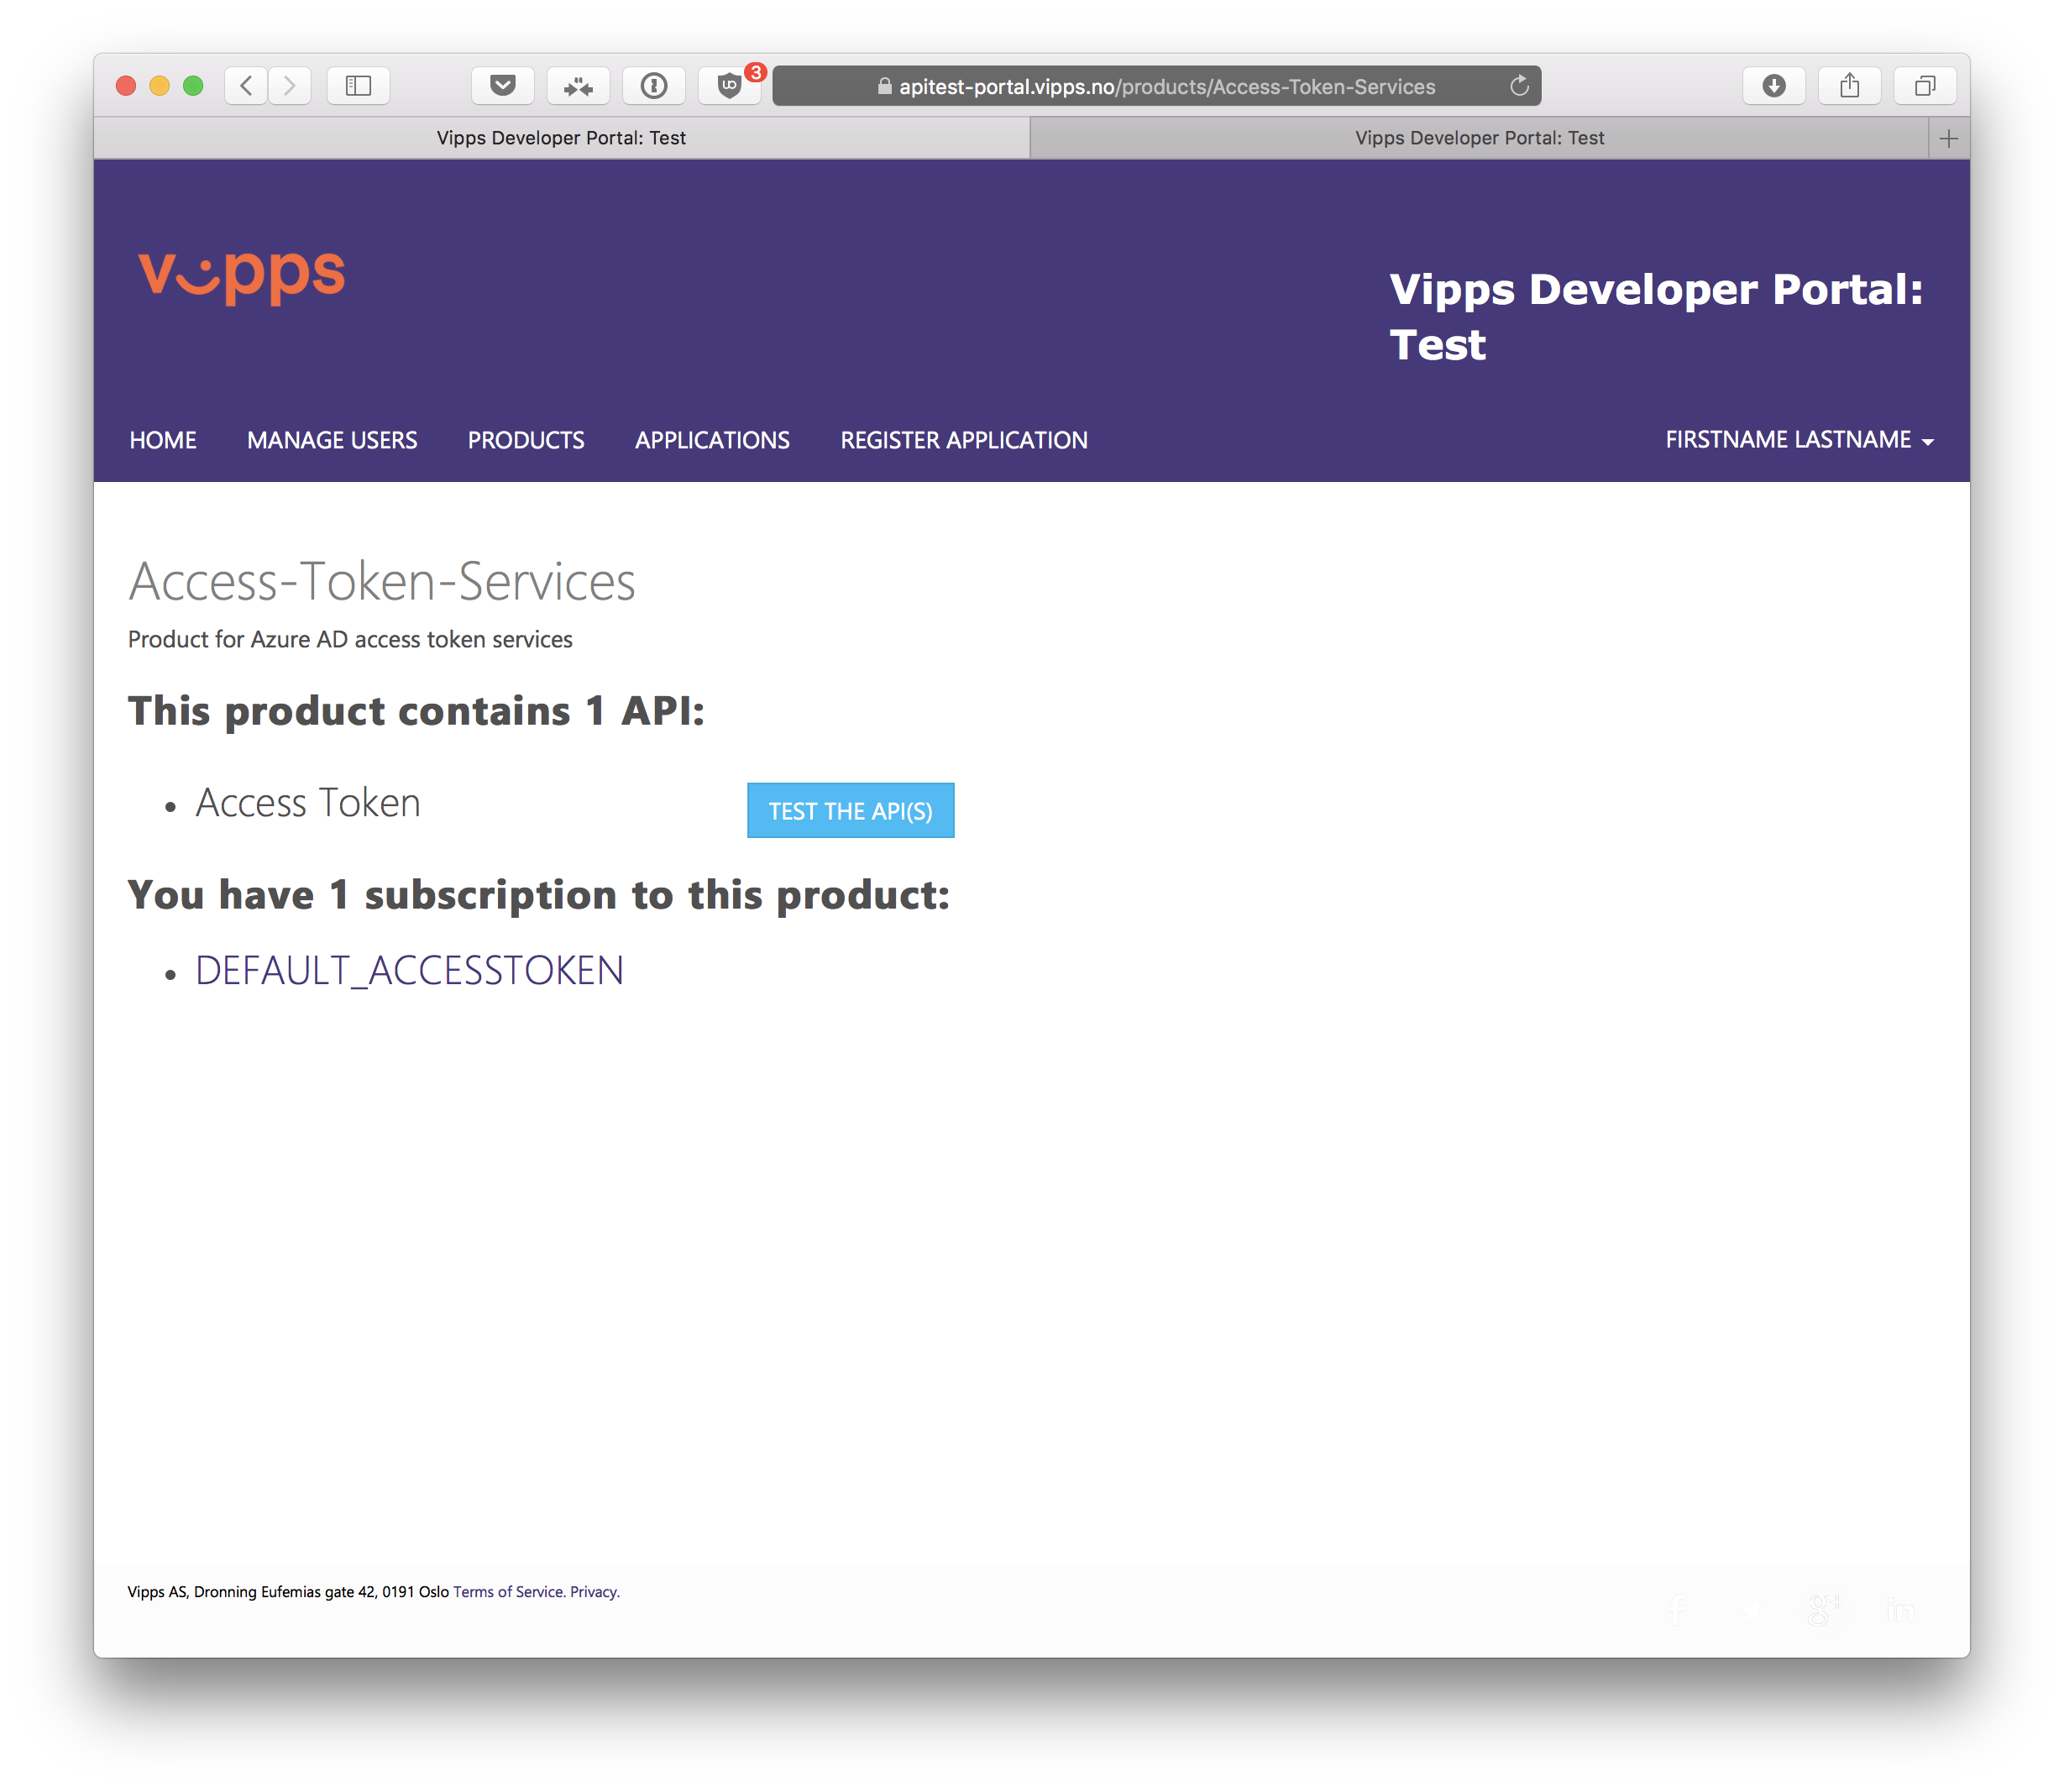 3
apitest-portal.vipps.no/products/Access-Token-Services
Vipps Developer Portal: Test
Vipps Developer Portal: Test
vipps
Vipps Developer Portal:
Test
HOME MANAGE USERS PRODUCTS APPLICATIONS REGISTER APPLICATION FIRSTNAME LASTNAME
Access-Token-Services
Product for Azure AD access token services
This product contains 1 API:
• Access Token
TEST THE API(S)
You have 1 subscription to this product:
• DEFAULT_ACCESSTOKEN
Vipps AS, Dronning Eufemias gate 42, 0191 Oslo Terms of Service. Privacy.
f g+ in